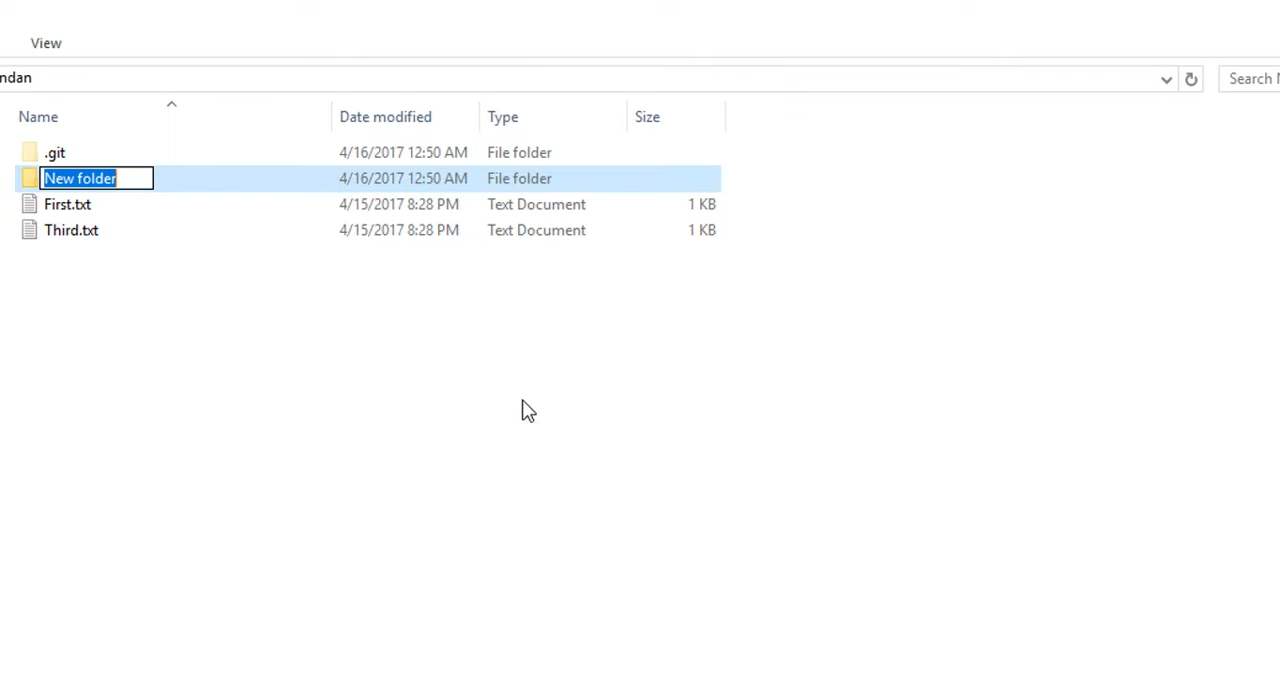 View
ndan
Search
Name Date modified Type Size
.git 4/16/2017 12:50 AM File folder
New folder 4/16/2017 12:50 AM File folder
First.txt 4/15/2017 8:28 PM Text Document 1 KB
Third.txt 4/15/2017 8:28 PM Text Document 1 KB